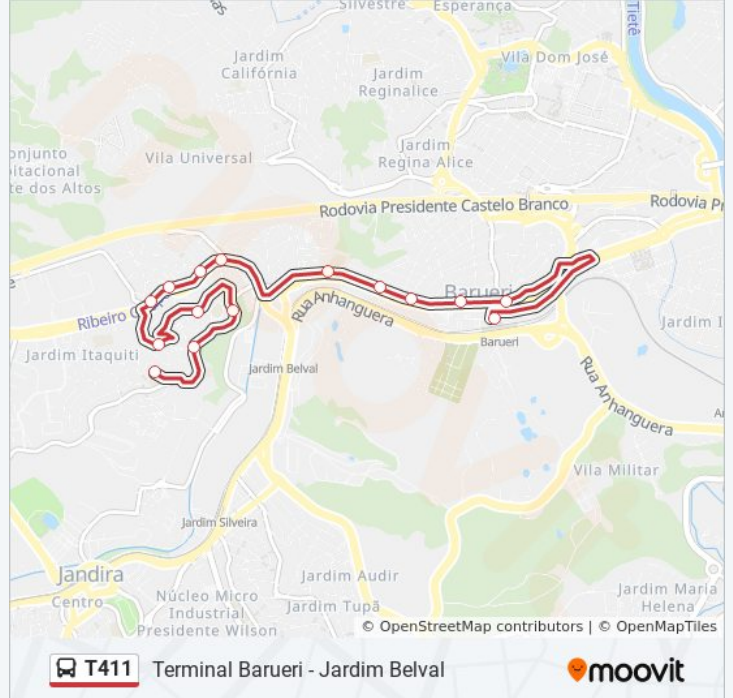 Silvestre
Esperança
Tietê
Jardim
Califórnia
Vila Dom José
Jardim
Reginalice
Jardim
Regina Alice
Vila Universal
onjunto
itacional
te dos Altos
Rodovia Presidente Castelo Branco
Rodovia Pr
Barueri
Rua Anhanguera
Ribeiro
Jardim I
Jardim Itaquiti
Barueri
Jardim Belval
Rua Anhanguera
Vila Militar
Jardim Silveira
Jandira
Centro
Núcleo Micro
Industrial
Presidente Wilson
Jardim Audir
Jardim Tupã
Jardim Maria
Helena
© OpenStreetMap contributors | © OpenMapTiles
T411 Terminal Barueri - Jardim Belval
moovit